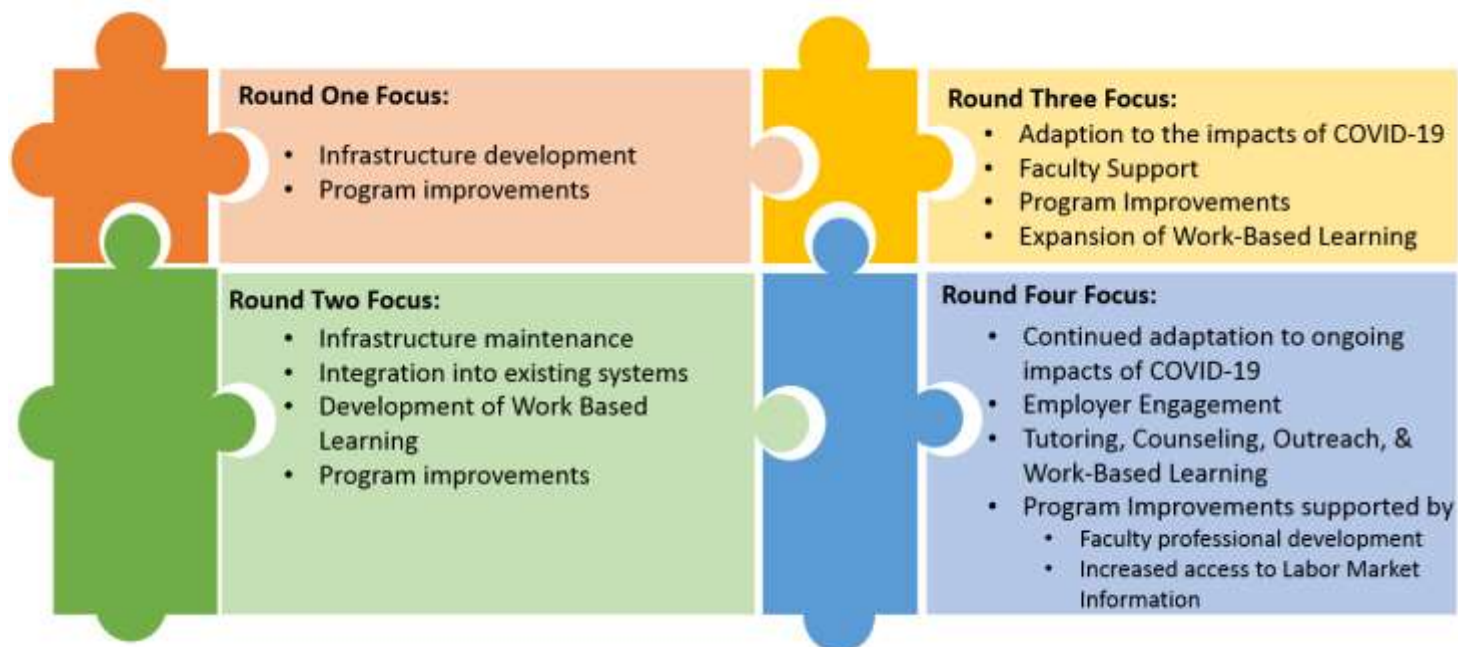 Round One Focus:
• Infrastructure development
• Program improvements
Round Two Focus:
• Infrastructure maintenance
• Integration into existing systems
• Development of Work Based
Learning
• Program improvements
Round Three Focus:
• Adaption to the impacts of COVID-19
• Faculty Support
• Program Improvements
• Expansion of Work-Based Learning
Round Four Focus:
• Continued adaptation to ongoing
impacts of COVID-19
• Employer Engagement
• Tutoring, Counseling, Outreach, &
Work-Based Learning
• Program Improvements supported by
• Faculty professional development
• Increased access to Labor Market
Information